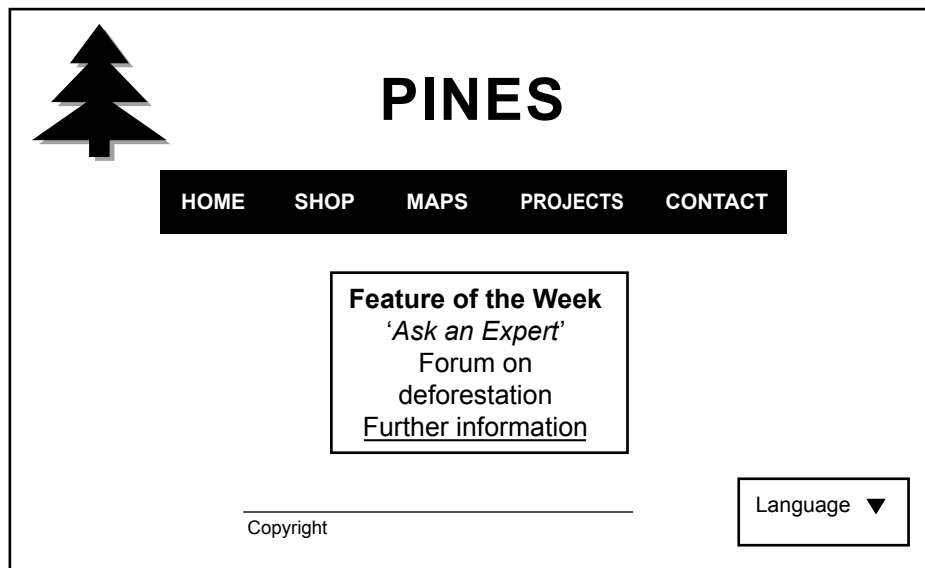 PINES
HOME SHOP MAPS PROJECTS CONTACT
Feature of the Week
‘Ask an Expert’
Forum on
deforestation
Further information
Language
Copyright